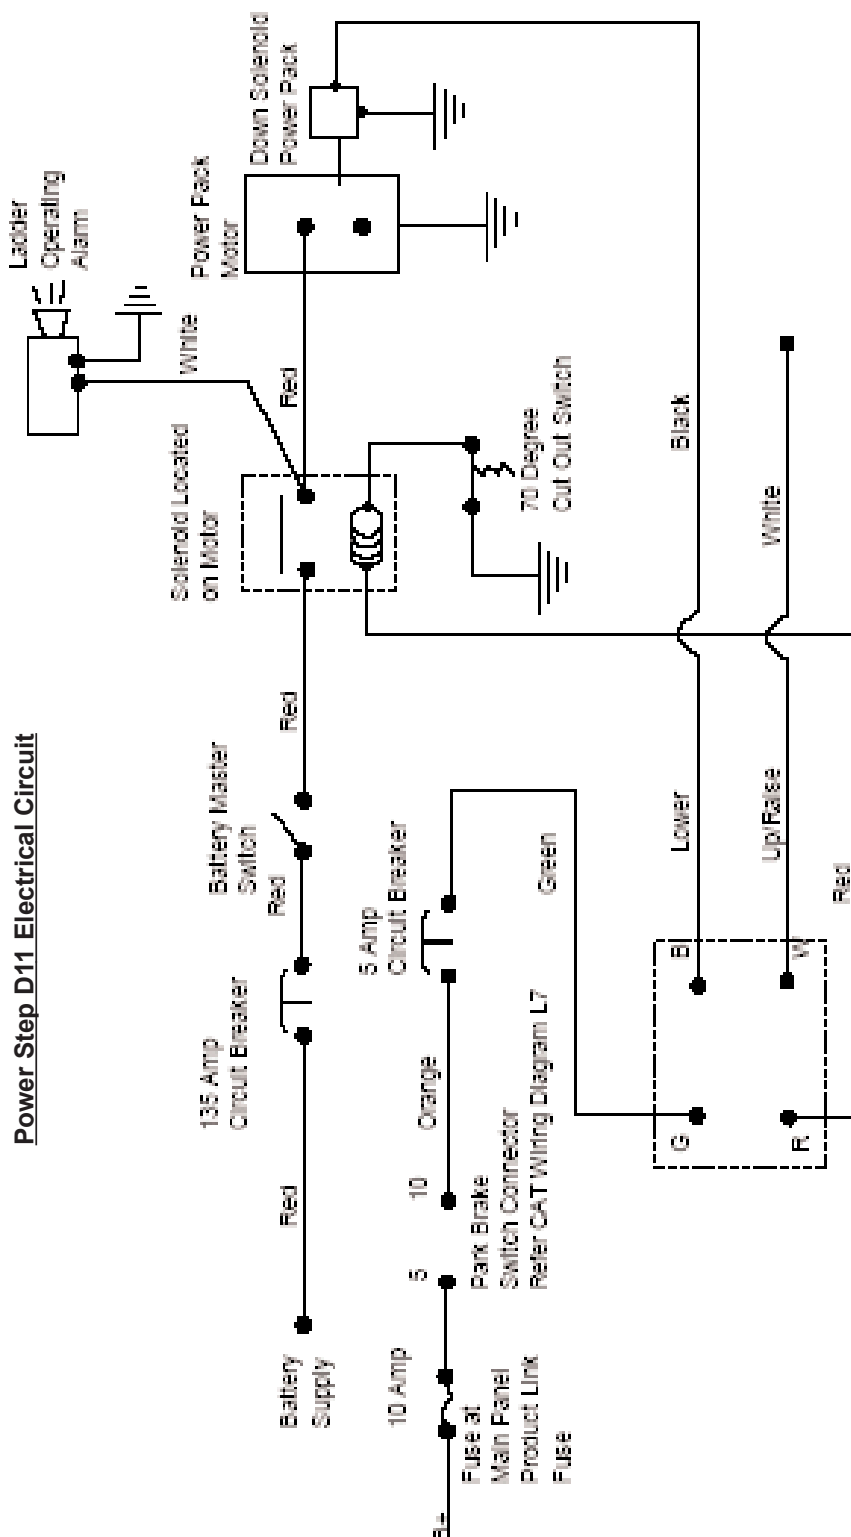 Power Step D11 Electrical Circuit
Ladder
Operating
Alarm
White
Down Solenoid
Power Pack
Power Pack
Motor
Red
Solenoid Located
on Motor
70 Degree
Cut Out Switch
Red
Battery Master
Switch
Red
135 Amp
Circuit Breaker
Red
Battery
Supply
5 Amp
Circuit Breaker
Green
Orange
10
5
Park Brake
Switch Connector
Refer CAT Wiring Diagram L7
10 Amp
Fuse at
Main Panel
Product Link
Fuse
B+
Black
White
Lower
Up/Raise
Red
B
W
G
R